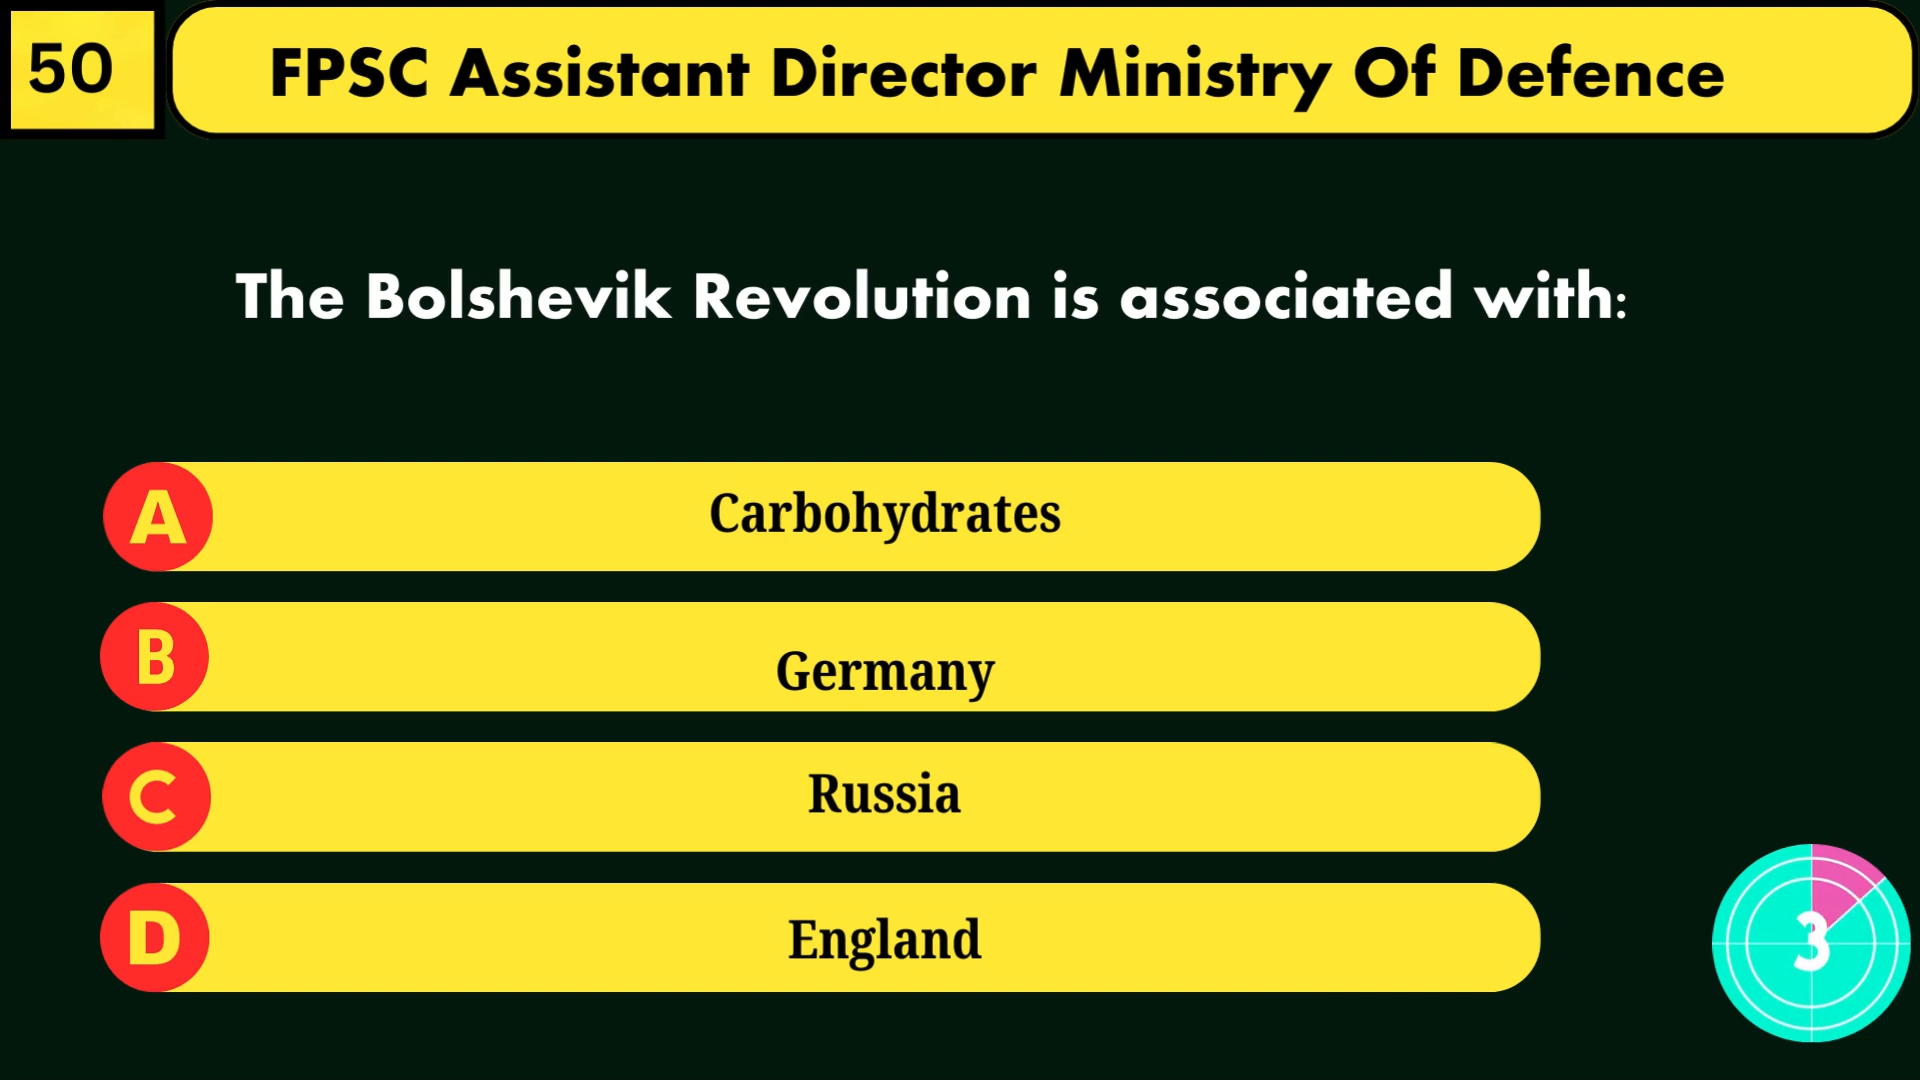 50
FPSC Assistant Director Ministry Of Defence
The Bolshevik Revolution is associated with:
A
Carbohydrates
B
Germany
C
Russia
D
England
3